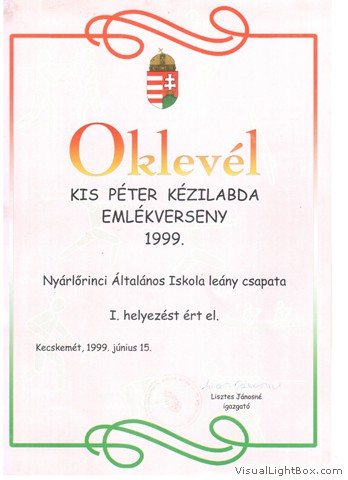 Oklevél
KIS PÉTER KÉZILABDA
EMLÉKVERSENY
1999.
Nyárlőrinci Általános Iskola leány csapata
I. helyezést ért el.
Kecskemét, 1999. június 15.
Lisztes Jánosné
igazgató
VisualLightBox.com